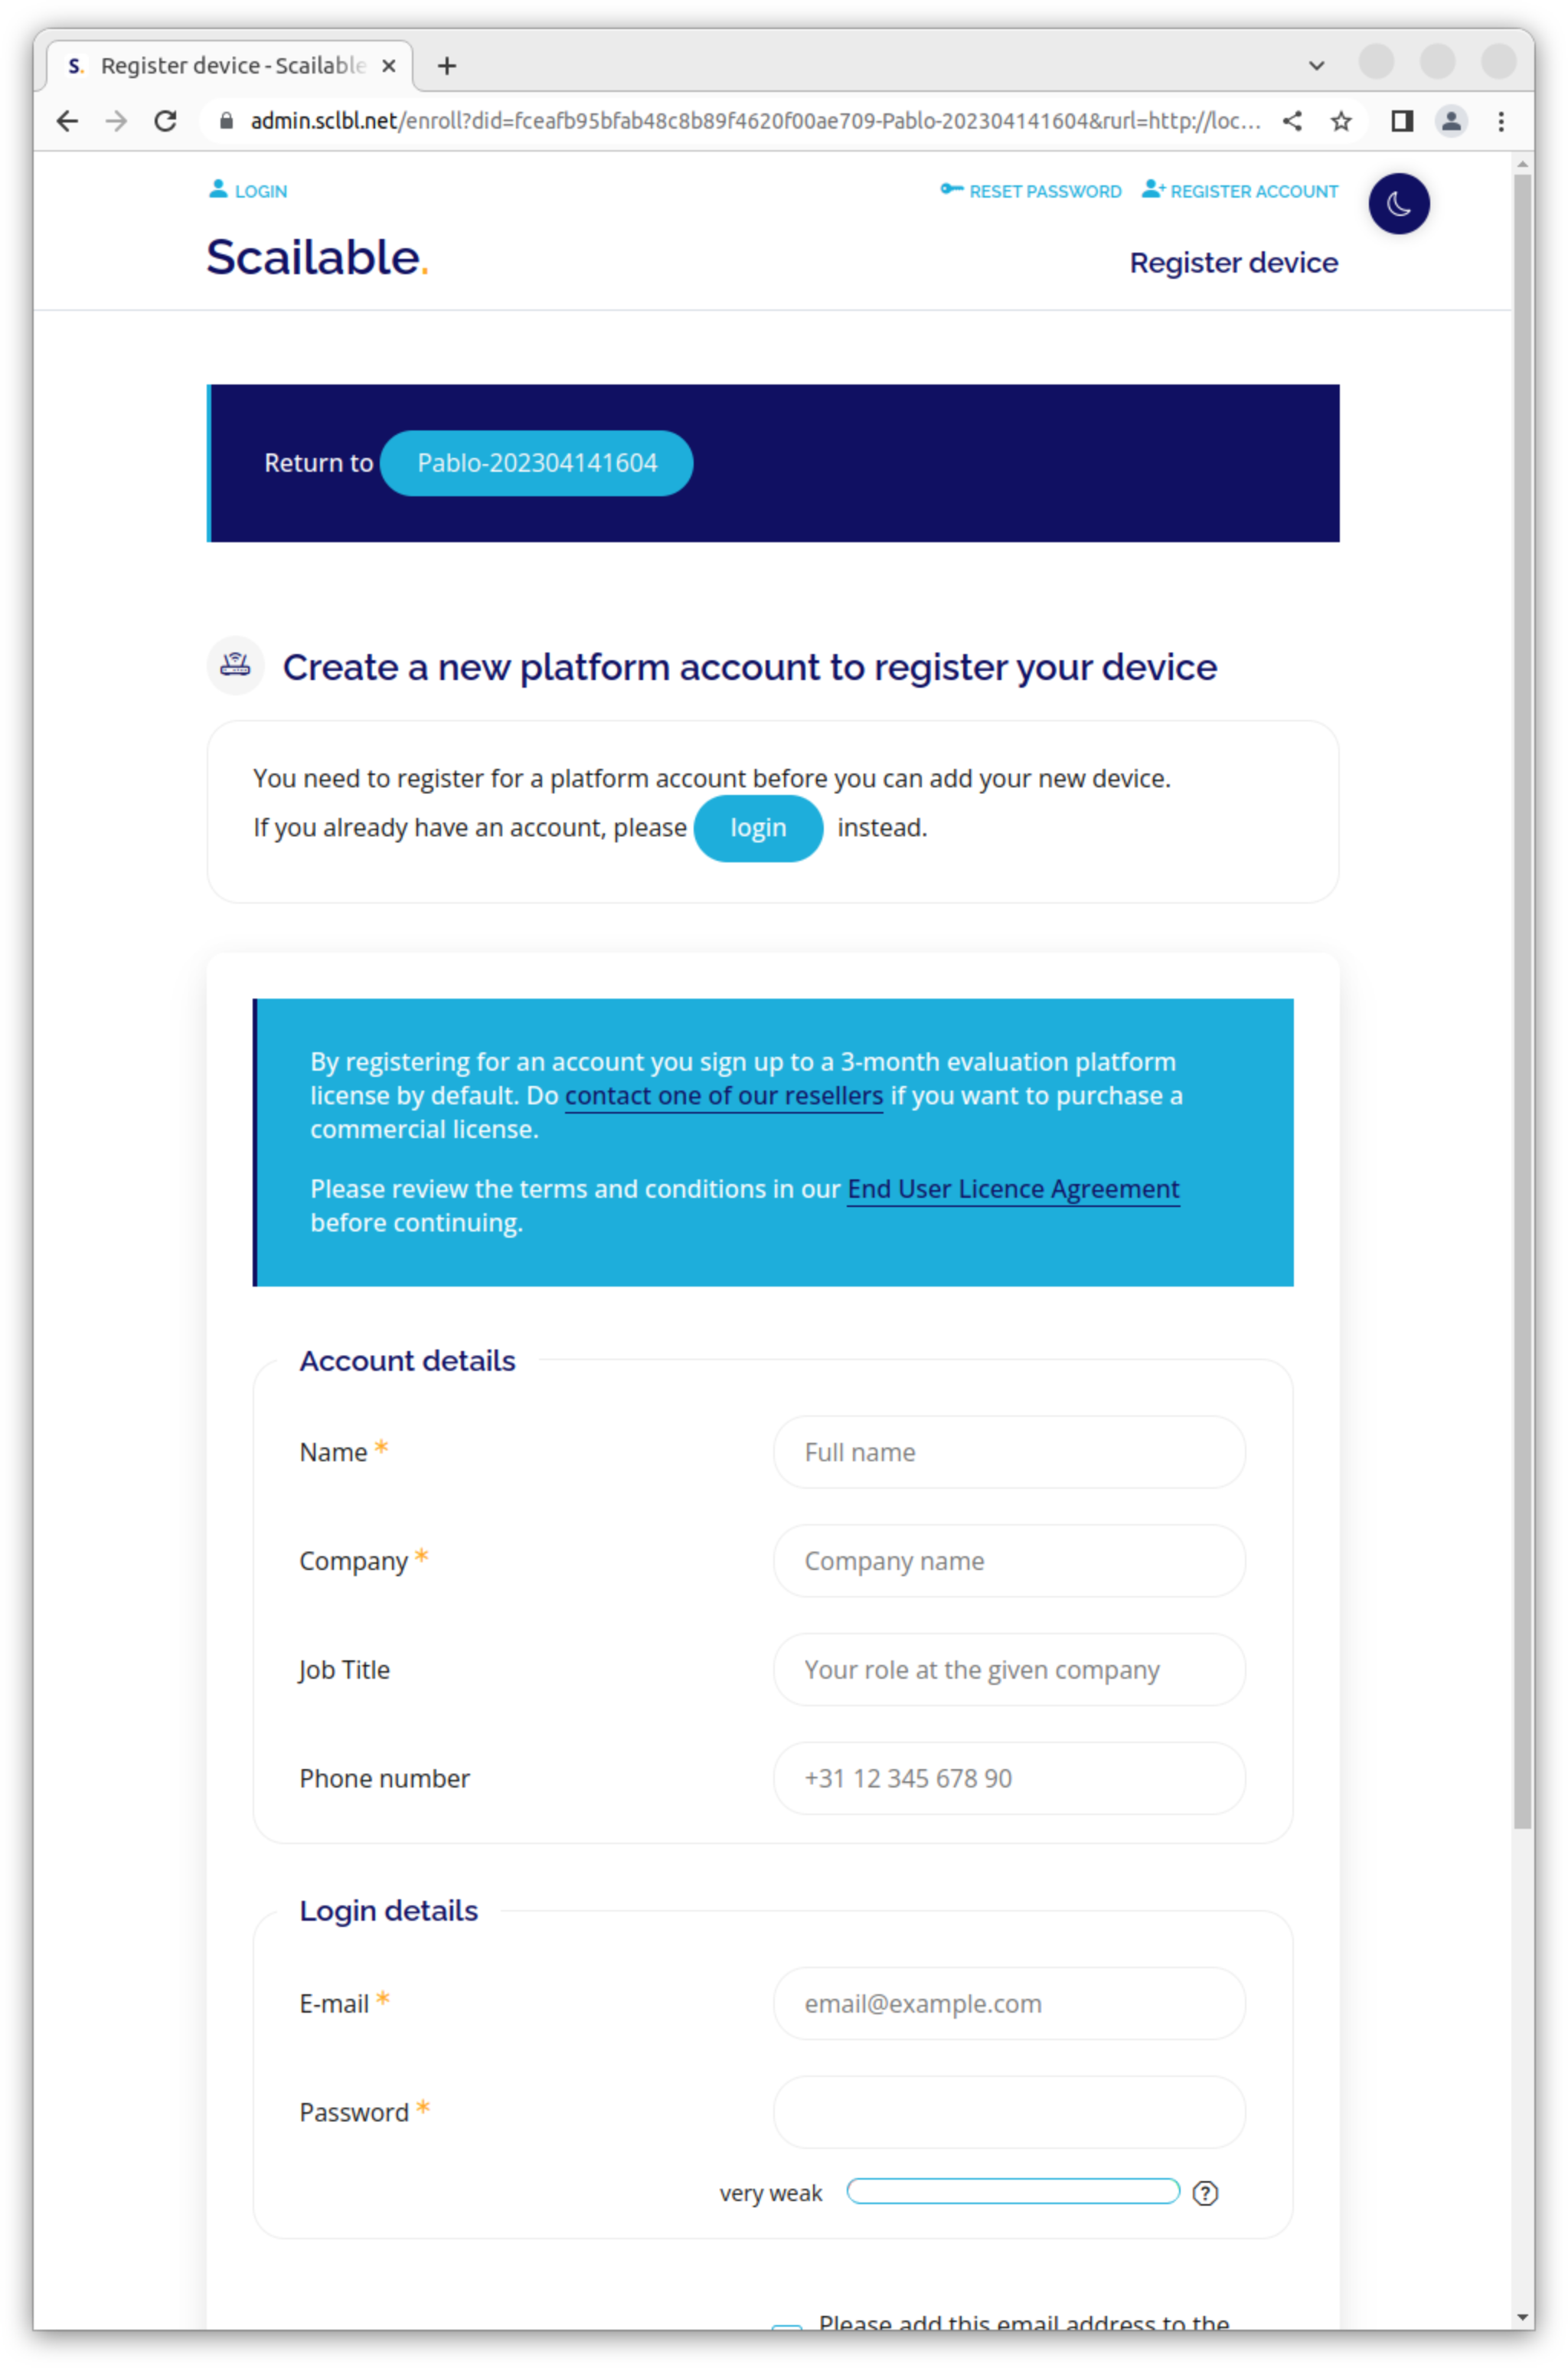 S. Register device - Scailable
admin.sclbl.net/enroll?did=fceafb95bfab48c8b89f4620f00ae709-Pablo-202304141604&rurl=http://loc...
LOGIN
RESET PASSWORD
REGISTER ACCOUNT
Scailable.
Register device
Return to Pablo-202304141604
Create a new platform account to register your device
You need to register for a platform account before you can add your new device.
If you already have an account, please login instead.
By registering for an account you sign up to a 3-month evaluation platform
license by default. Do contact one of our resellers if you want to purchase a
commercial license.
Please review the terms and conditions in our End User Licence Agreement
before continuing.
Account details
Name * Full name
Company * Company name
Job Title Your role at the given company
Phone number +31 12 345 678 90
Login details
E-mail * email@example.com
Password *
very weak ?
Please add this email address to the